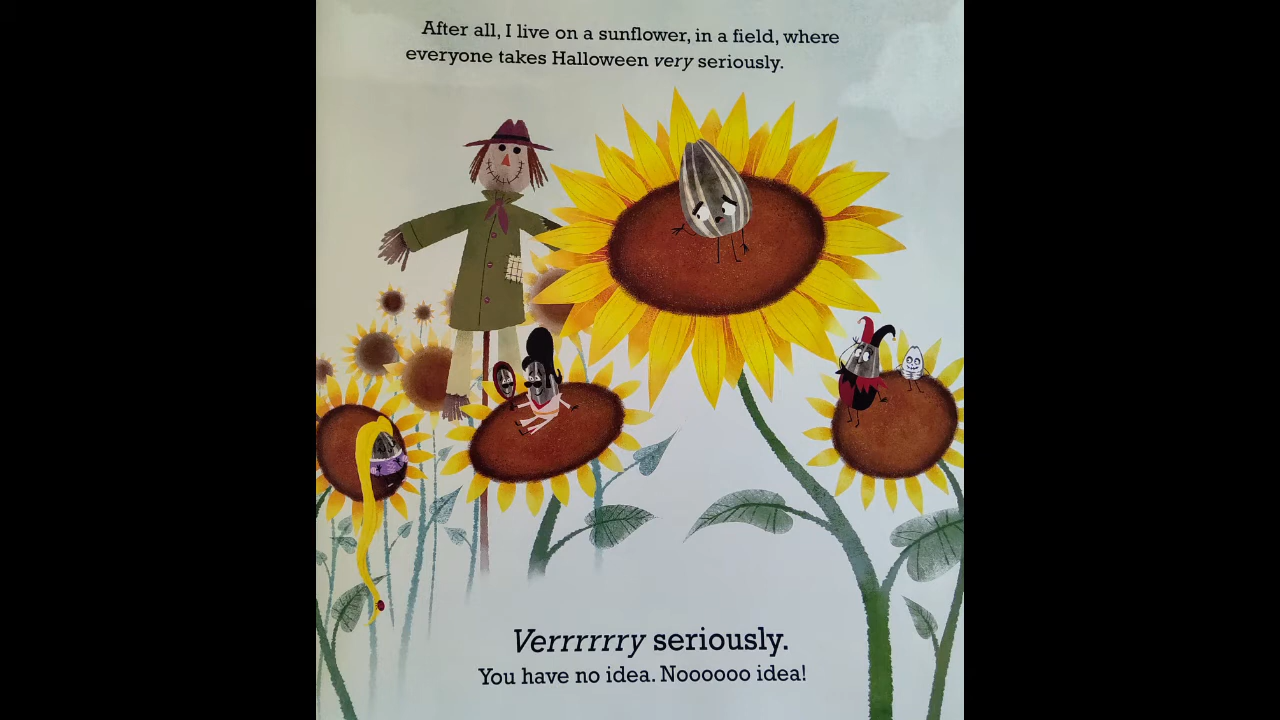 After all, I live on a sunflower, in a field, where
everyone takes Halloween very seriously.
Verrrrrry seriously.
You have no idea. Noooooo idea!